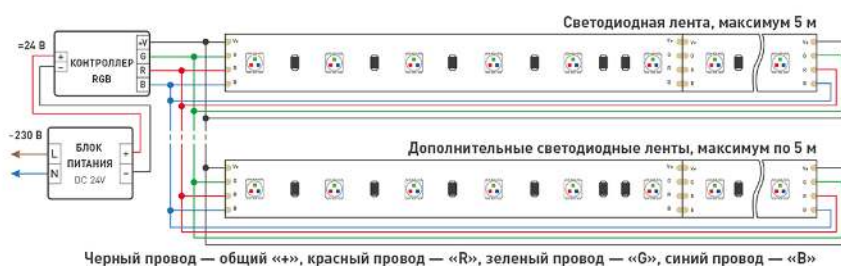 Светодиодная лента, максимум 5 м
=24 В
+
−
КОНТРОЛЛЕР
RGB
+V
G
R
B
V+
G
R
B
V+
G
R
B
V+
G
R
B
~230 В
L
N
БЛОК
ПИТАНИЯ
DC 24V
+
−
Дополнительные светодиодные ленты, максимум по 5 м
V+
G
R
B
V+
G
R
B
V+
G
R
B
Черный провод — общий «+», красный провод — «R», зеленый провод — «G», синий провод — «B»